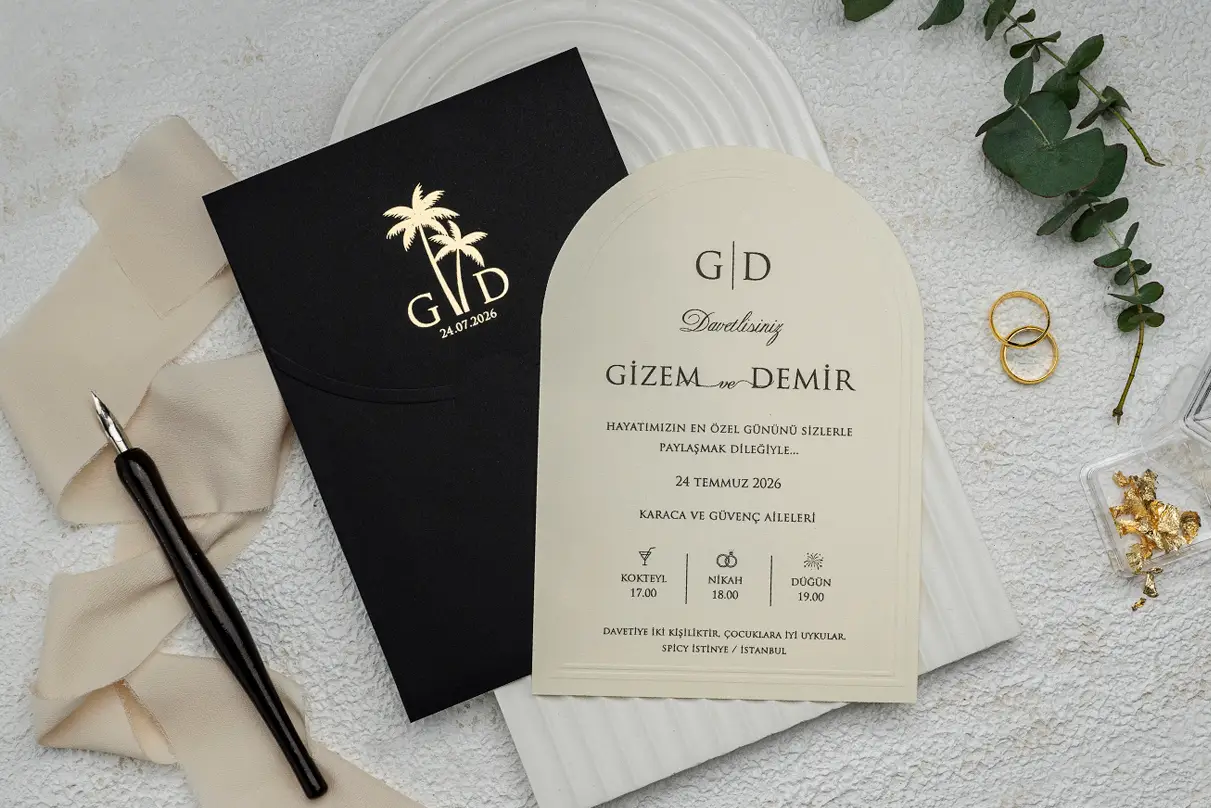 G D
24.07.2026
G|D
Davetlisiniz
GİZEM ve DEMİR
HAYATIMIZIN EN ÖZEL GÜNÜNÜ SİZLERLE
PAYLAŞMAK DİLEĞİYLE...
24 TEMMUZ 2026
KARACA VE GÜVENÇ AİLELERİ
KOKTEYL NİKAH DÜĞÜN
17.00 18.00 19.00
DAVETİYE İKİ KİŞİLİKTİR, ÇOCUKLARA İYİ UYKULAR.
SPICY İSTİNYE / İSTANBUL